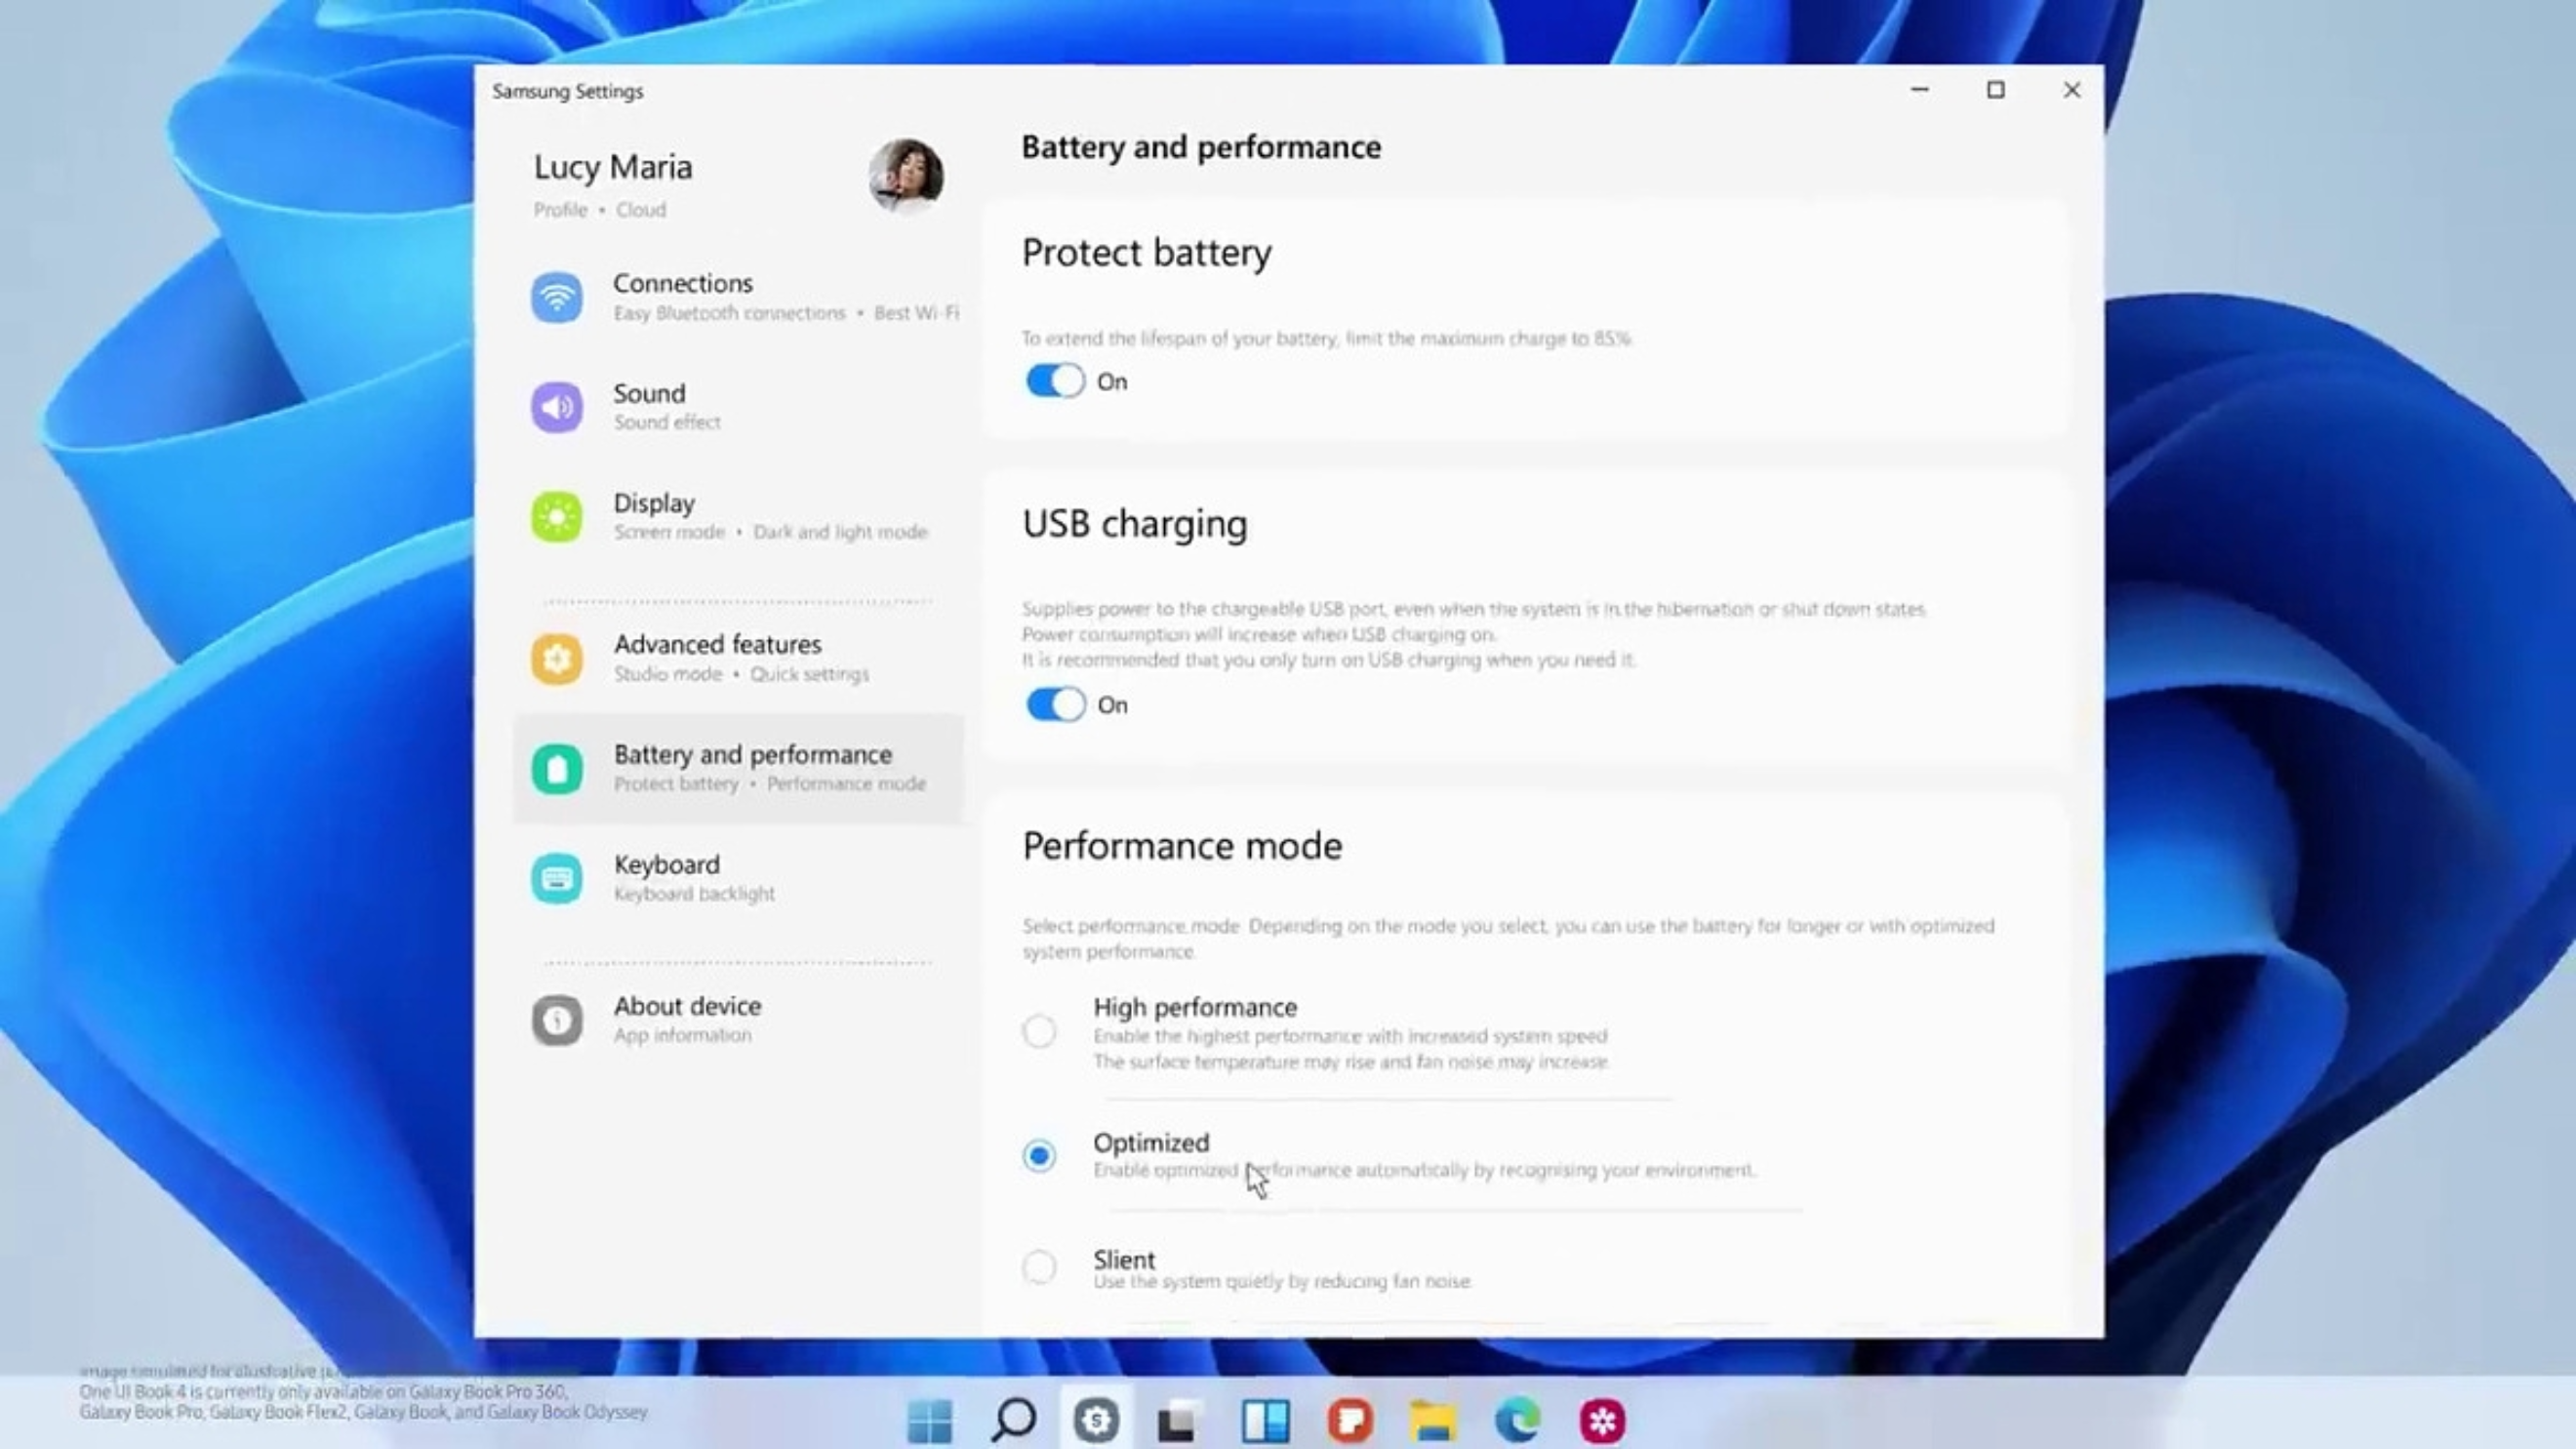 Samsung Settings
Lucy Maria
Profile • Cloud
Connections
Easy Bluetooth connections • Best Wi-Fi
Sound
Sound effect
Display
Screen mode • Dark and light mode
Advanced features
Studio mode • Quick settings
Battery and performance
Protect battery • Performance mode
Keyboard
Keyboard backlight
About device
App information
Battery and performance
Protect battery
To extend the lifespan of your battery, limit the maximum charge to 85%.
On
USB charging
Supplies power to the chargeable USB port, even when the system is in the hibernation or shut down states.
Power consumption will increase when USB charging on.
It is recommended that you only turn on USB charging when you need it.
On
Performance mode
Select performance mode. Depending on the mode you select, you can use the battery for longer or with optimized
system performance.
High performance
Enable the highest performance with increased system speed
The surface temperature may rise and fan noise may increase.
Optimized
Enable optimized performance automatically by recognising your environment.
Slient
Use the system quietly by reducing fan noise.
Image simulated for illustrative
One UI Book 4 is currently only available on Galaxy Book Pro 360,
Galaxy Book Pro, Galaxy Book Flex2, Galaxy Book, and Galaxy Book Odyssey